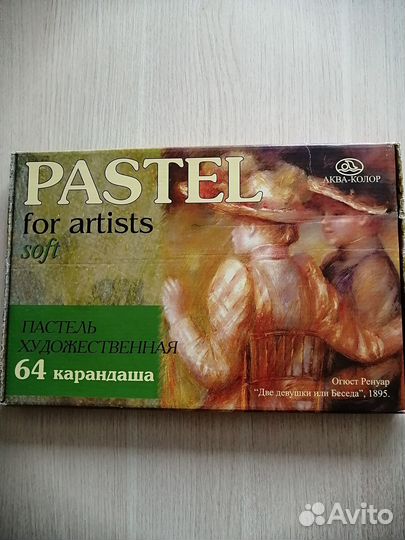 PASTEL
for artists
soft
АКВА-КОЛОР
ПАСТЕЛЬ
ХУДОЖЕСТВЕННАЯ
64 карандаша
Огюст Ренуар
"Две девушки или Беседа", 1895.
Avito